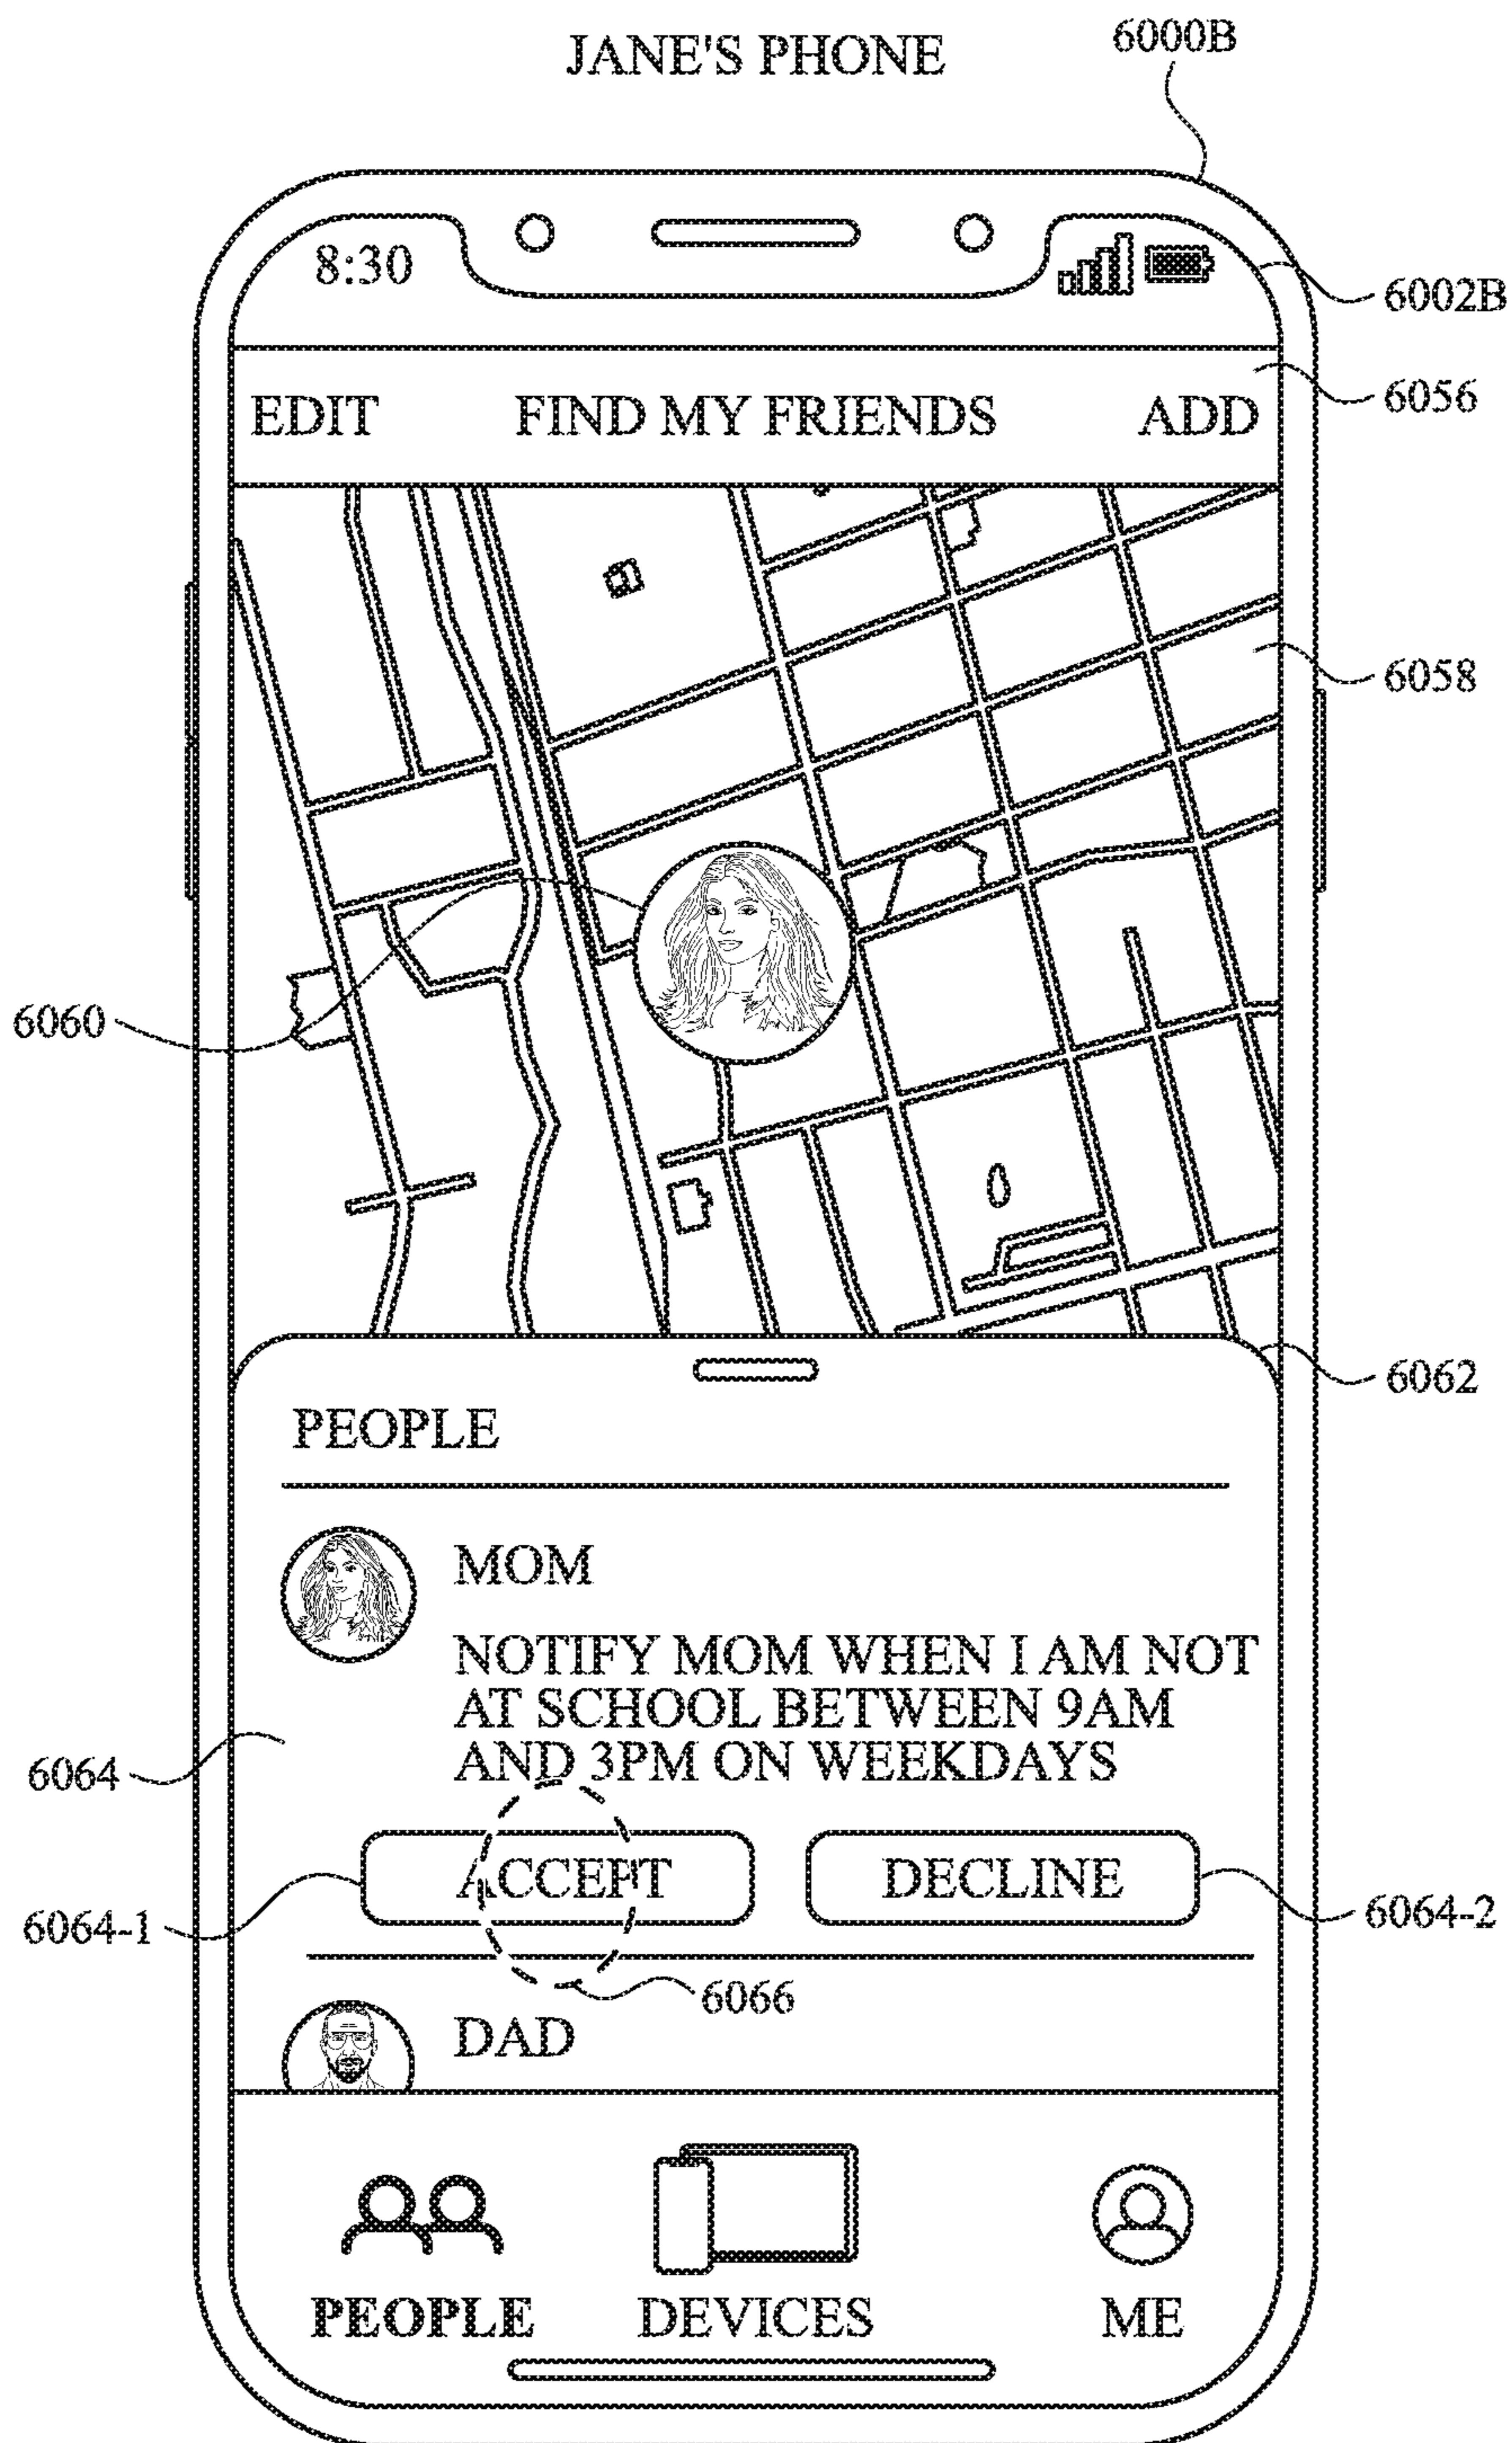 JANE'S PHONE
6000B
8:30
6002B
EDIT FIND MY FRIENDS ADD
6056
6058
6060
6062
PEOPLE
MOM
NOTIFY MOM WHEN I AM NOT
AT SCHOOL BETWEEN 9AM
AND 3PM ON WEEKDAYS
6064
ACCEPT DECLINE
6064-1
6064-2
6066
DAD
PEOPLE DEVICES ME